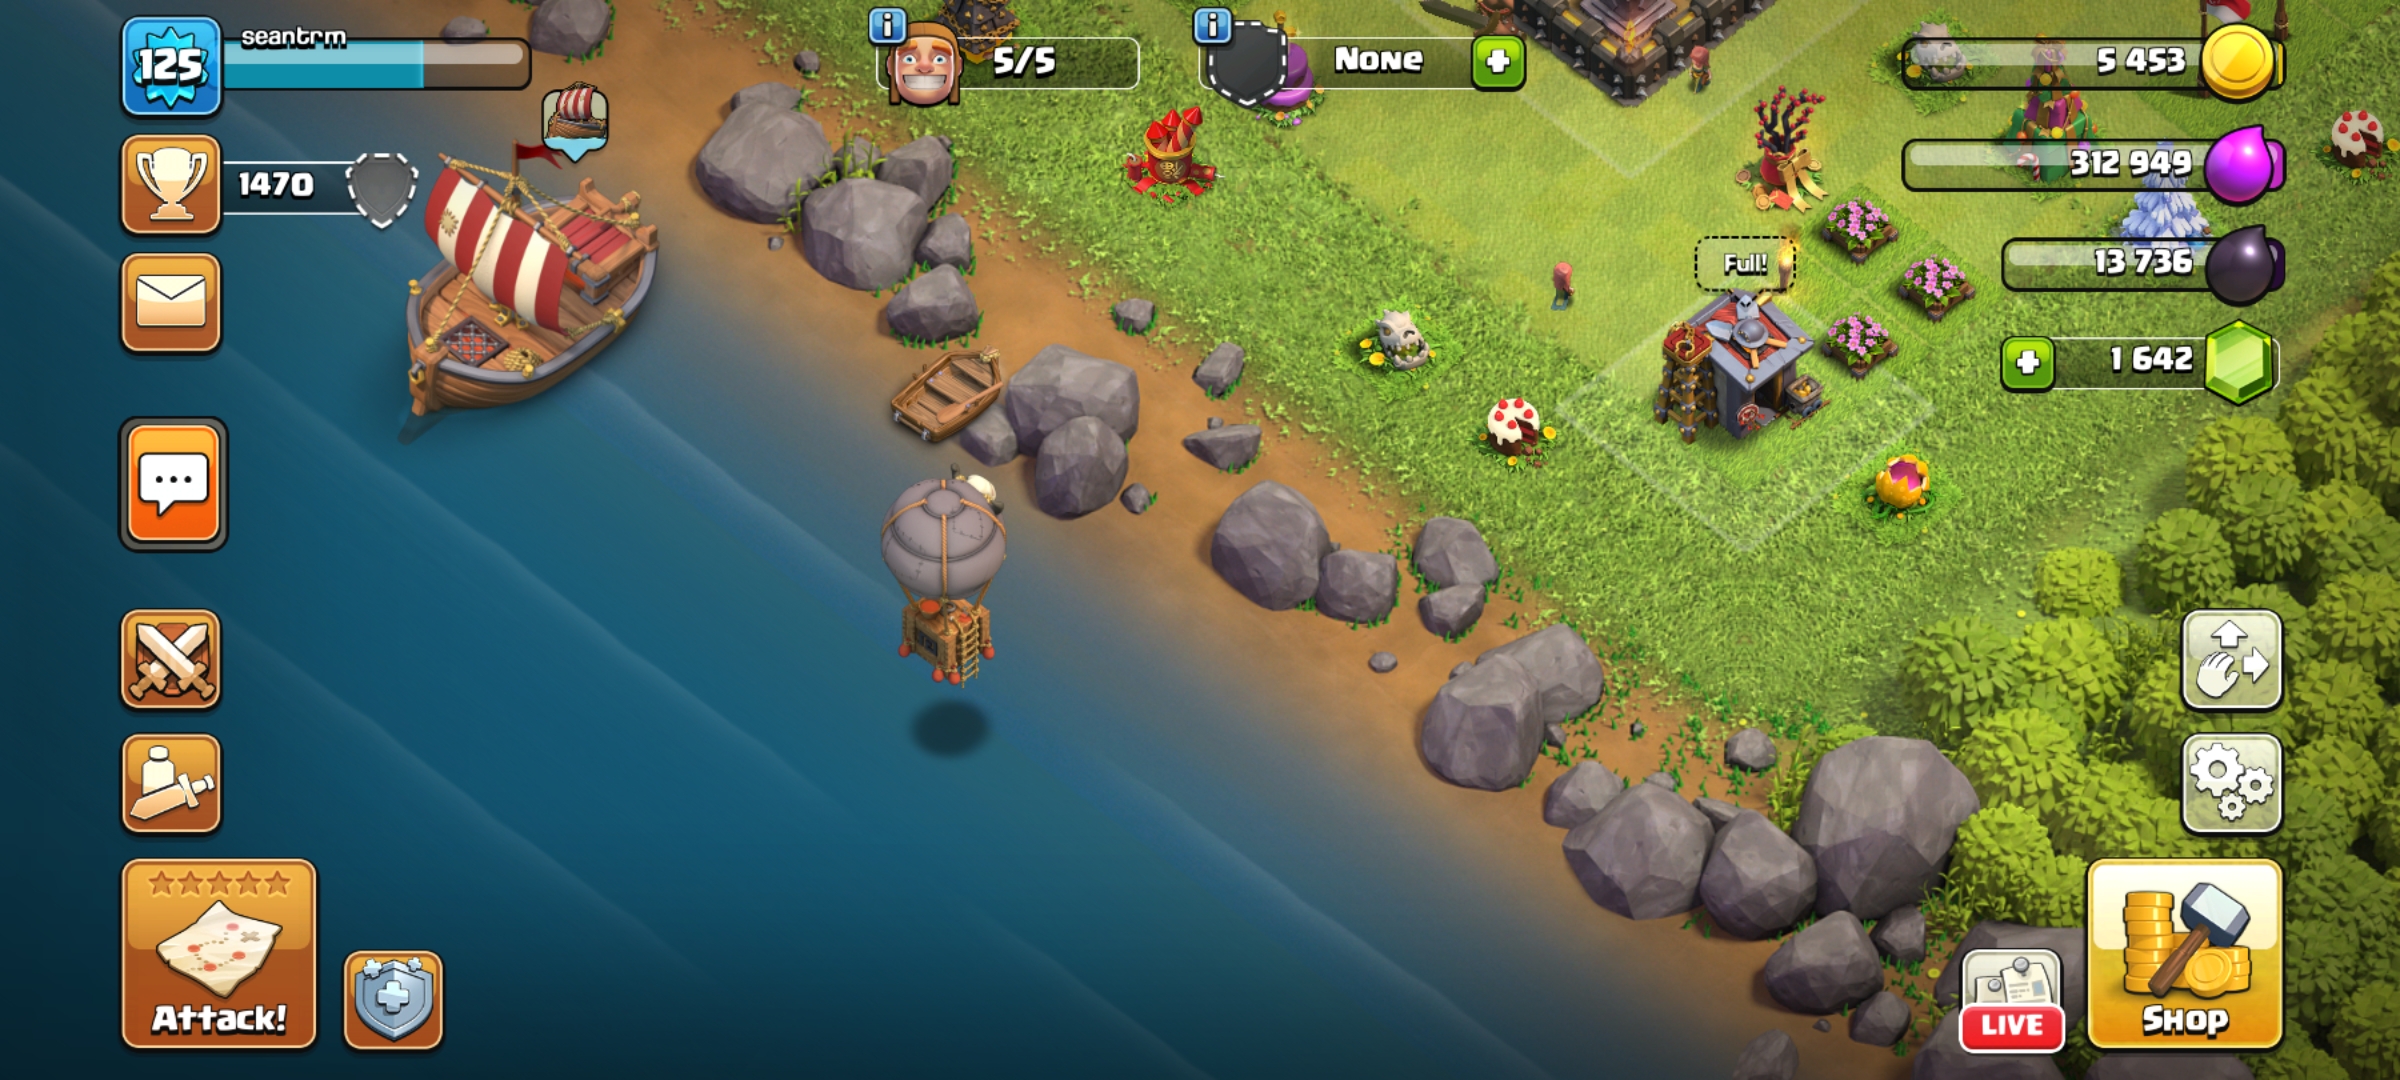 125
seantrm
5/5
None
5 453
1470
312 949
Full!
13 736
1 642
Attack!
LIVE
Shop